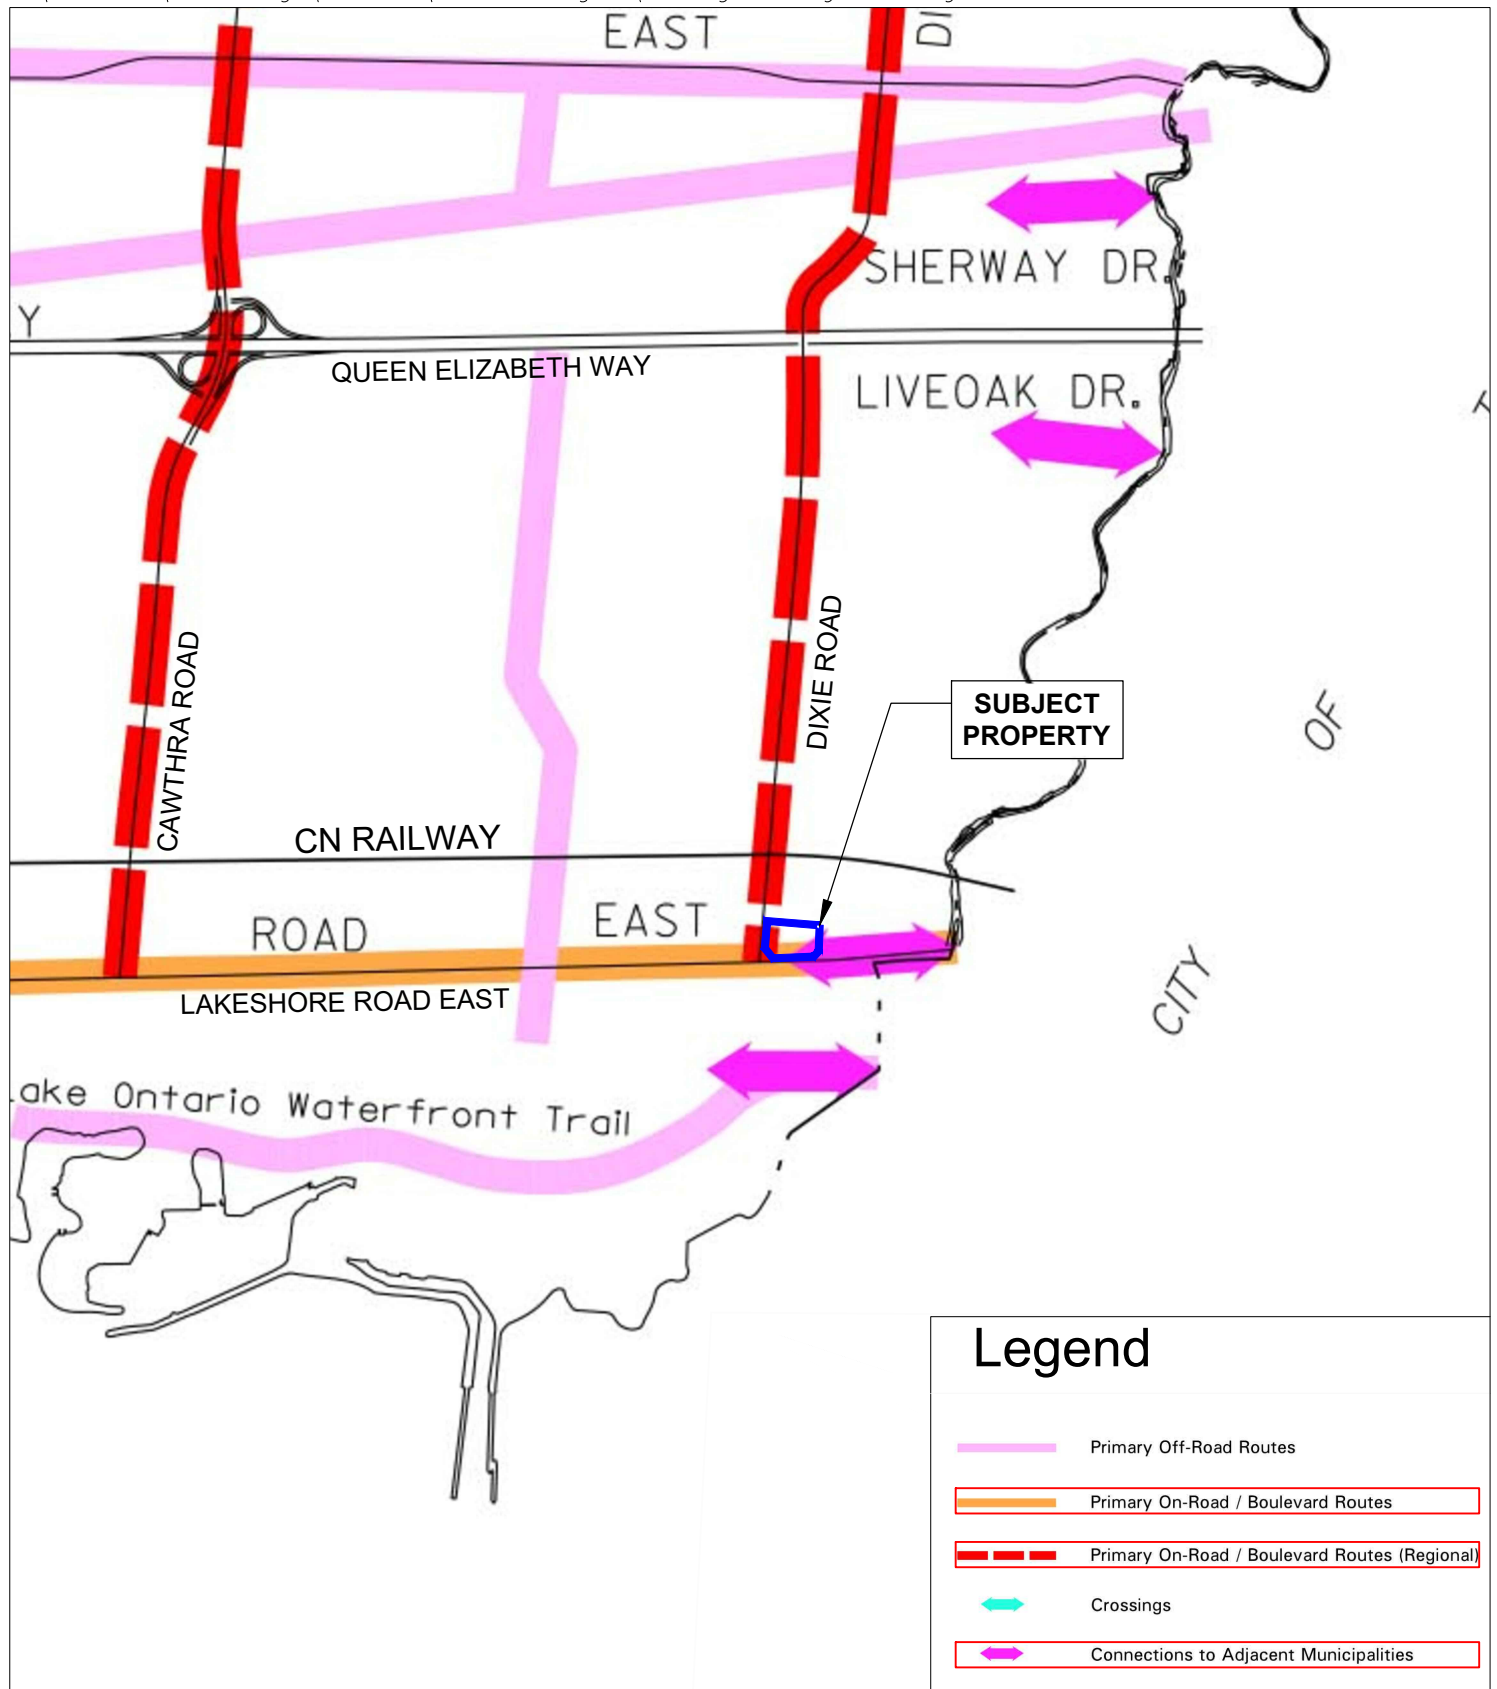 EAST
DI
SHERWAY DR.
Y
QUEEN ELIZABETH WAY
LIVEOAK DR.
CAWTHRA ROAD
DIXIE ROAD
SUBJECT
PROPERTY
OF
CN RAILWAY
ROAD
EAST
LAKESHORE ROAD EAST
CITY
ake Ontario Waterfront Trail
Legend
Primary Off-Road Routes
Primary On-Road / Boulevard Routes
Primary On-Road / Boulevard Routes (Regional)
Crossings
Connections to Adjacent Municipalities